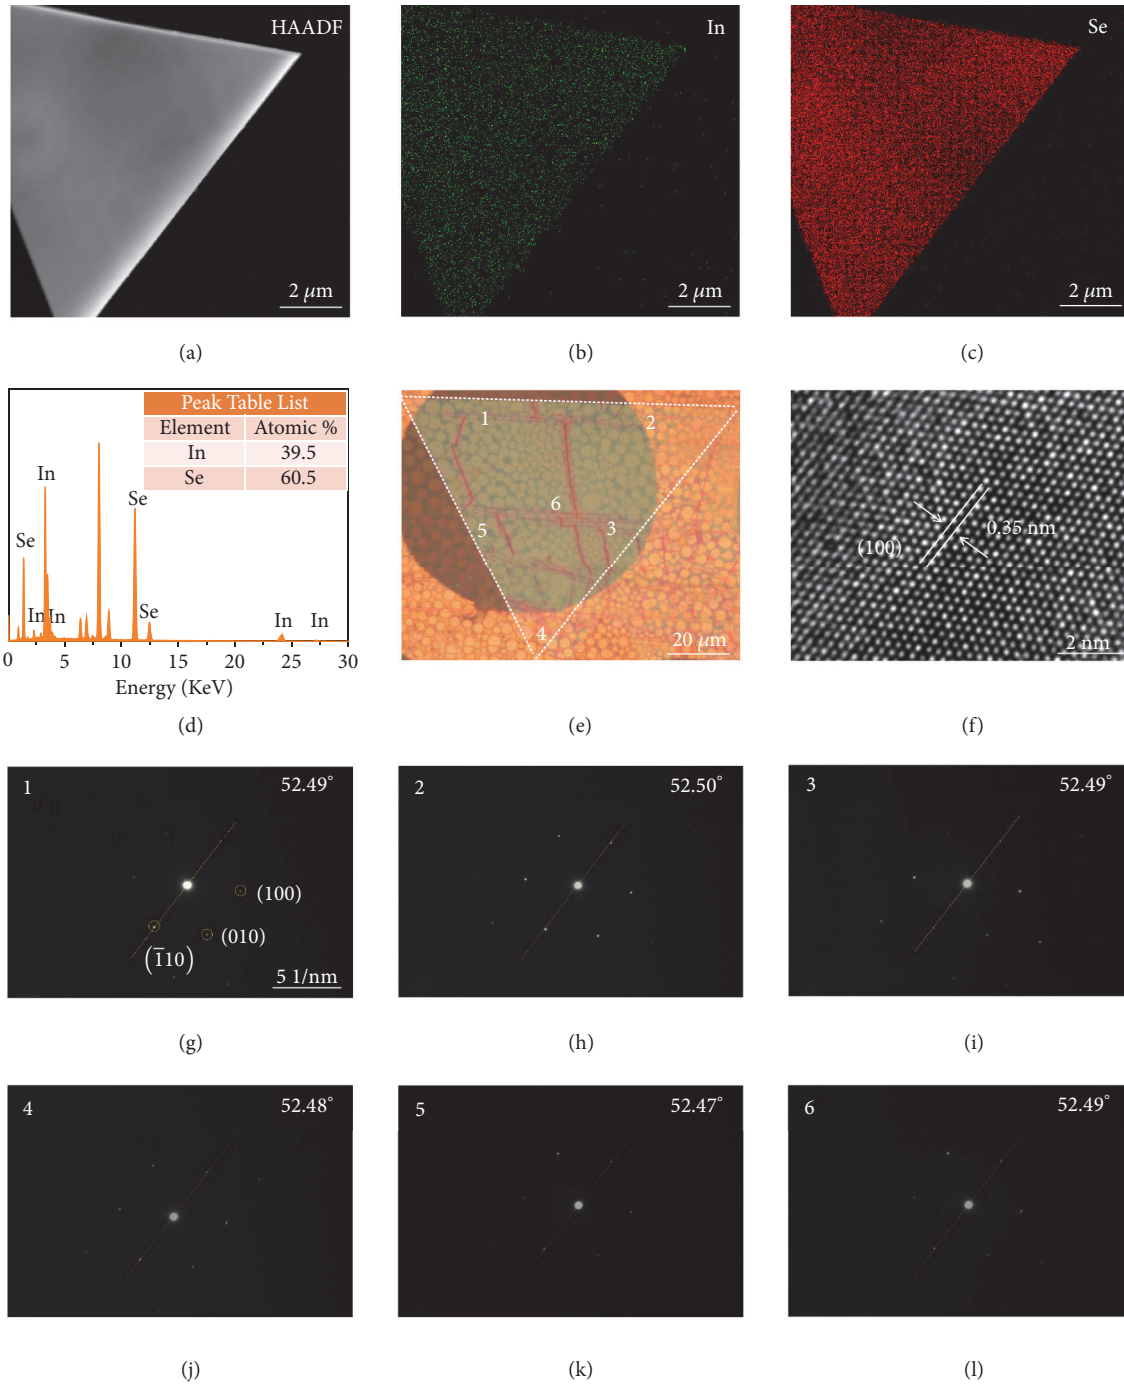 HAADF
2 μm
(a)
In
2 μm
(b)
Se
2 μm
(c)
Peak Table List
Element Atomic %
In 39.5
Se 60.5
In
Se
Se
In
In
Se
In
In
0 5 10 15 20 25 30
Energy (KeV)
(d)
1
2
6
5
3
4
20 μm
(e)
(100)
0.35 nm
2 nm
(f)
1 52.49°
(100)
(010)
(1̅10)
5 1/nm
(g)
2 52.50°
(h)
3 52.49°
(i)
4 52.48°
(j)
5 52.47°
(k)
6 52.49°
(l)